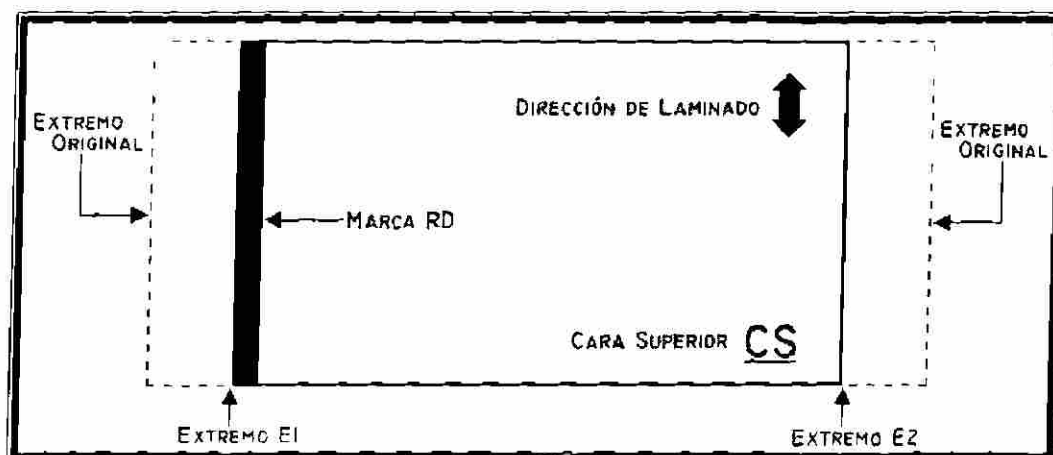 DIRECCIÓN DE LAMINADO
EXTREMO
ORIGINAL
EXTREMO
ORIGINAL
MARCA RD
CARA SUPERIOR CS
EXTREMO E1
EXTREMO E2